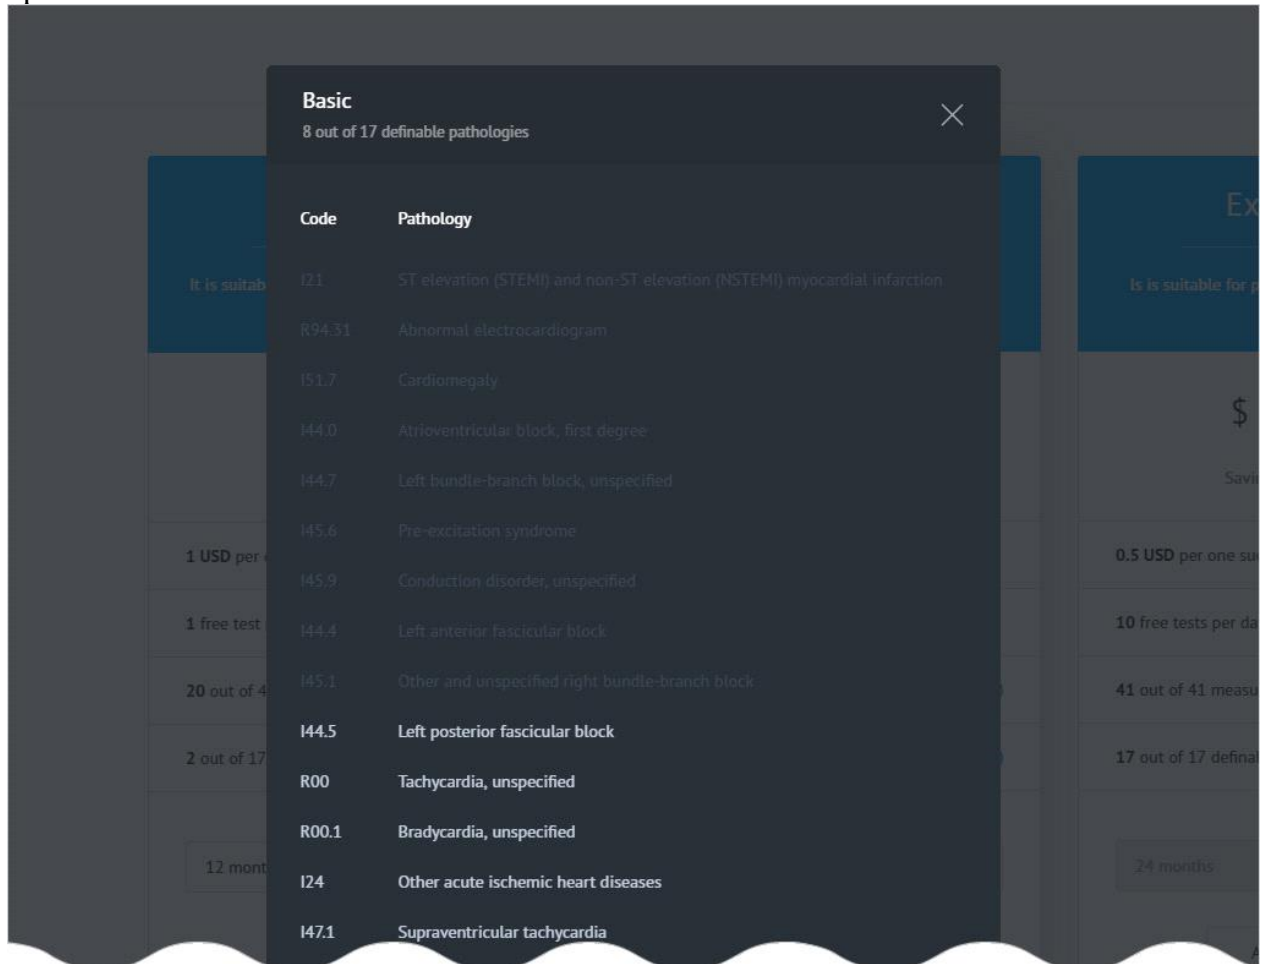 Basic
8 out of 17 definable pathologies
Code Pathology
I21 ST elevation (STEMI) and non-ST elevation (NSTEMI) myocardial infarction
R94.31 Abnormal electrocardiogram
I51.7 Cardiomegaly
I44.0 Atrioventricular block, first degree
I44.7 Left bundle-branch block, unspecified
I45.6 Pre-excitation syndrome
I45.9 Conduction disorder, unspecified
I44.4 Left anterior fascicular block
I45.1 Other and unspecified right bundle-branch block
I44.5 Left posterior fascicular block
R00 Tachycardia, unspecified
R00.1 Bradycardia, unspecified
I24 Other acute ischemic heart diseases
I47.1 Supraventricular tachycardia
It is suitab
1 USD per
1 free test
20 out of 4
2 out of 17
12 mont
Ex
Is is suitable for p
$
Savi
0.5 USD per one su
10 free tests per da
41 out of 41 measu
17 out of 17 defina
24 months